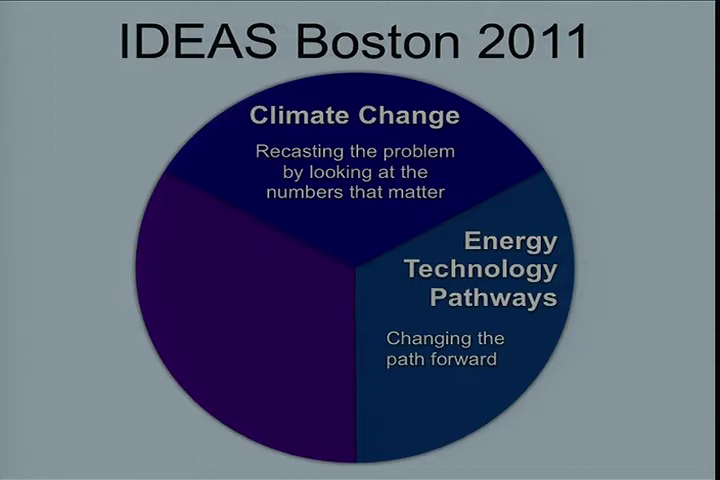 IDEAS Boston 2011
Climate Change
Recasting the problem
by looking at the
numbers that matter
Energy
Technology
Pathways
Changing the
path forward